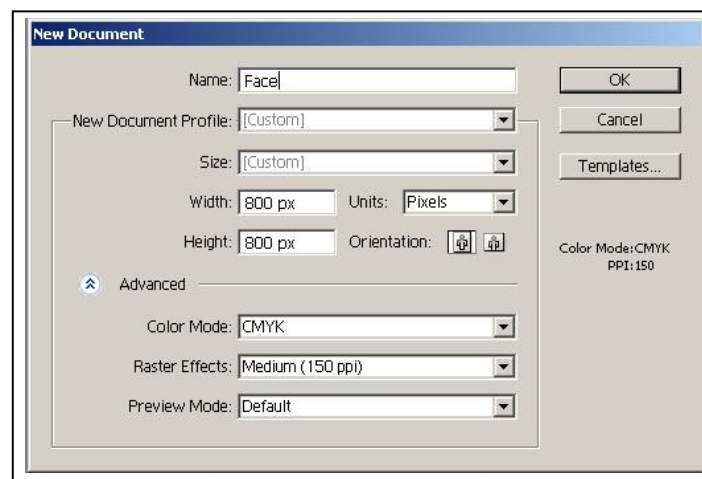 New Document
Name: Face
OK
New Document Profile: [Custom]
Cancel
Size: [Custom]
Templates...
Width: 800 px Units: Pixels
Height: 800 px Orientation:
Color Mode:CMYK
PPI:150
Advanced
Color Mode: CMYK
Raster Effects: Medium (150 ppi)
Preview Mode: Default